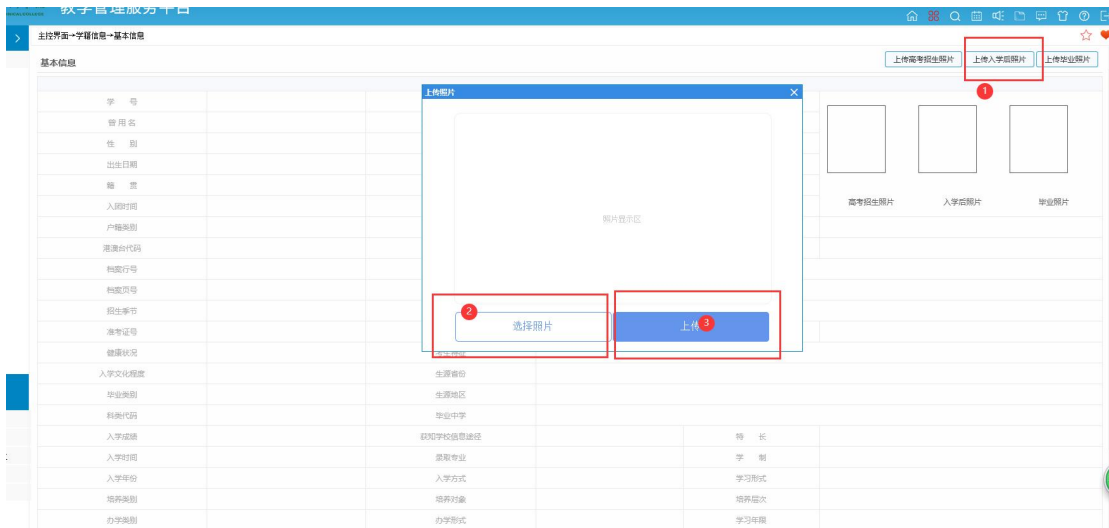 教学管理服务平台
主控界面→学籍信息→基本信息
基本信息
上传高考招生照片 上传入学后照片 上传毕业照片
1
上传照片
学 号
曾用名
性 别
出生日期
籍 贯
入团时间
高考招生照片 入学后照片 毕业照片
户籍类别
照片显示区
港澳台代码
档案行号
档案页号
招生季节
2
3
选择照片 上传
准考证号
健康状况 考生特征
入学文化程度 生源省份
毕业类别 生源地区
科类代码 毕业中学
入学成绩 获知学校信息途径 特 长
入学时间 录取专业 学 制
入学年份 入学方式 学习形式
培养类别 培养对象 培养层次
办学类别 办学形式 学习年限